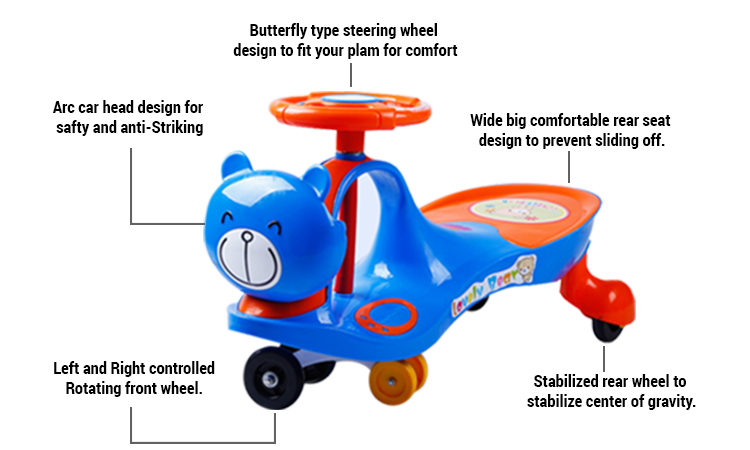 Butterfly type steering wheel
design to fit your plam for comfort
Arc car head design for
safty and anti-Striking
Wide big comfortable rear seat
design to prevent sliding off.
Lovely Bear
Left and Right controlled
Rotating front wheel.
Stabilized rear wheel to
stabilize center of gravity.